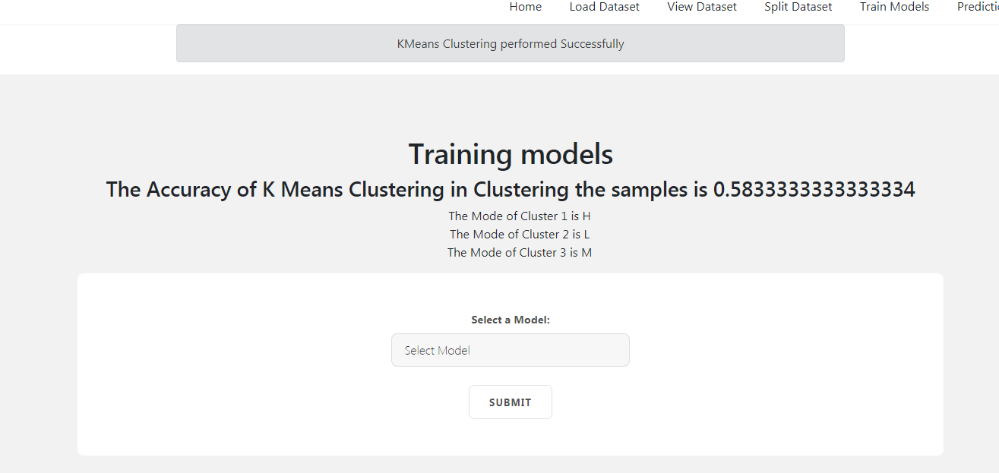 Home Load Dataset View Dataset Split Dataset Train Models Predicti
KMeans Clustering performed Successfully
Training models
The Accuracy of K Means Clustering in Clustering the samples is 0.5833333333333334
The Mode of Cluster 1 is H
The Mode of Cluster 2 is L
The Mode of Cluster 3 is M
Select a Model:
Select Model
SUBMIT